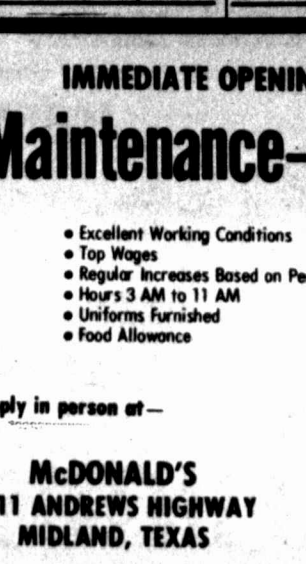 IMMEDIATE OPENIN
Maintenance—
• Excellent Working Conditions
• Top Wages
• Regular Increases Based on Pe
• Hours 3 AM to 11 AM
• Uniforms Furnished
• Food Allowance
ply in person at—
McDONALD'S
11 ANDREWS HIGHWAY
MIDLAND, TEXAS